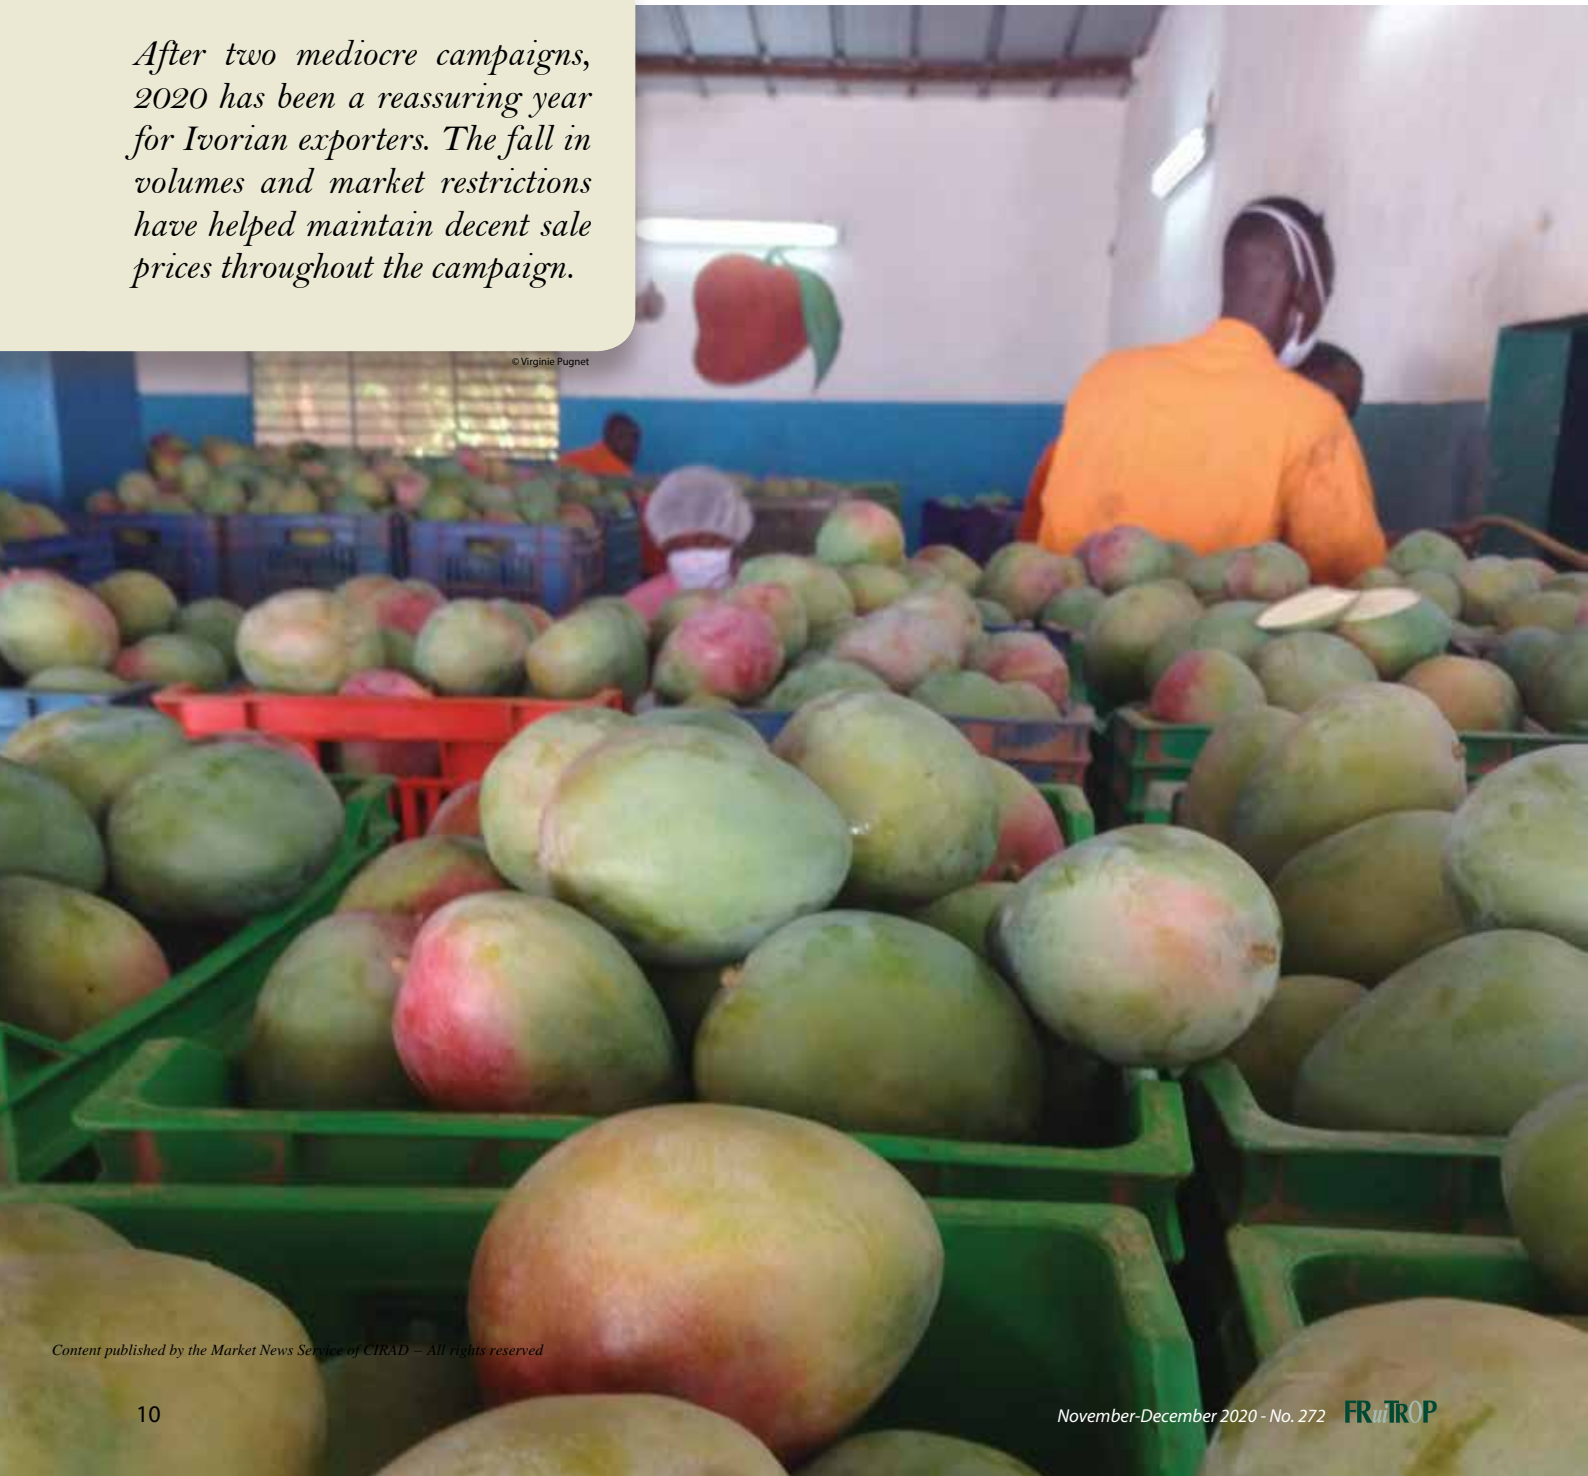 After two mediocre campaigns,
2020 has been a reassuring year
for Ivorian exporters. The fall in
volumes and market restrictions
have helped maintain decent sale
prices throughout the campaign.
© Virginie Pugnet
Content published by the Market News Service of CIRAD – All rights reserved
10
November-December 2020 - No. 272 FRuiTROP